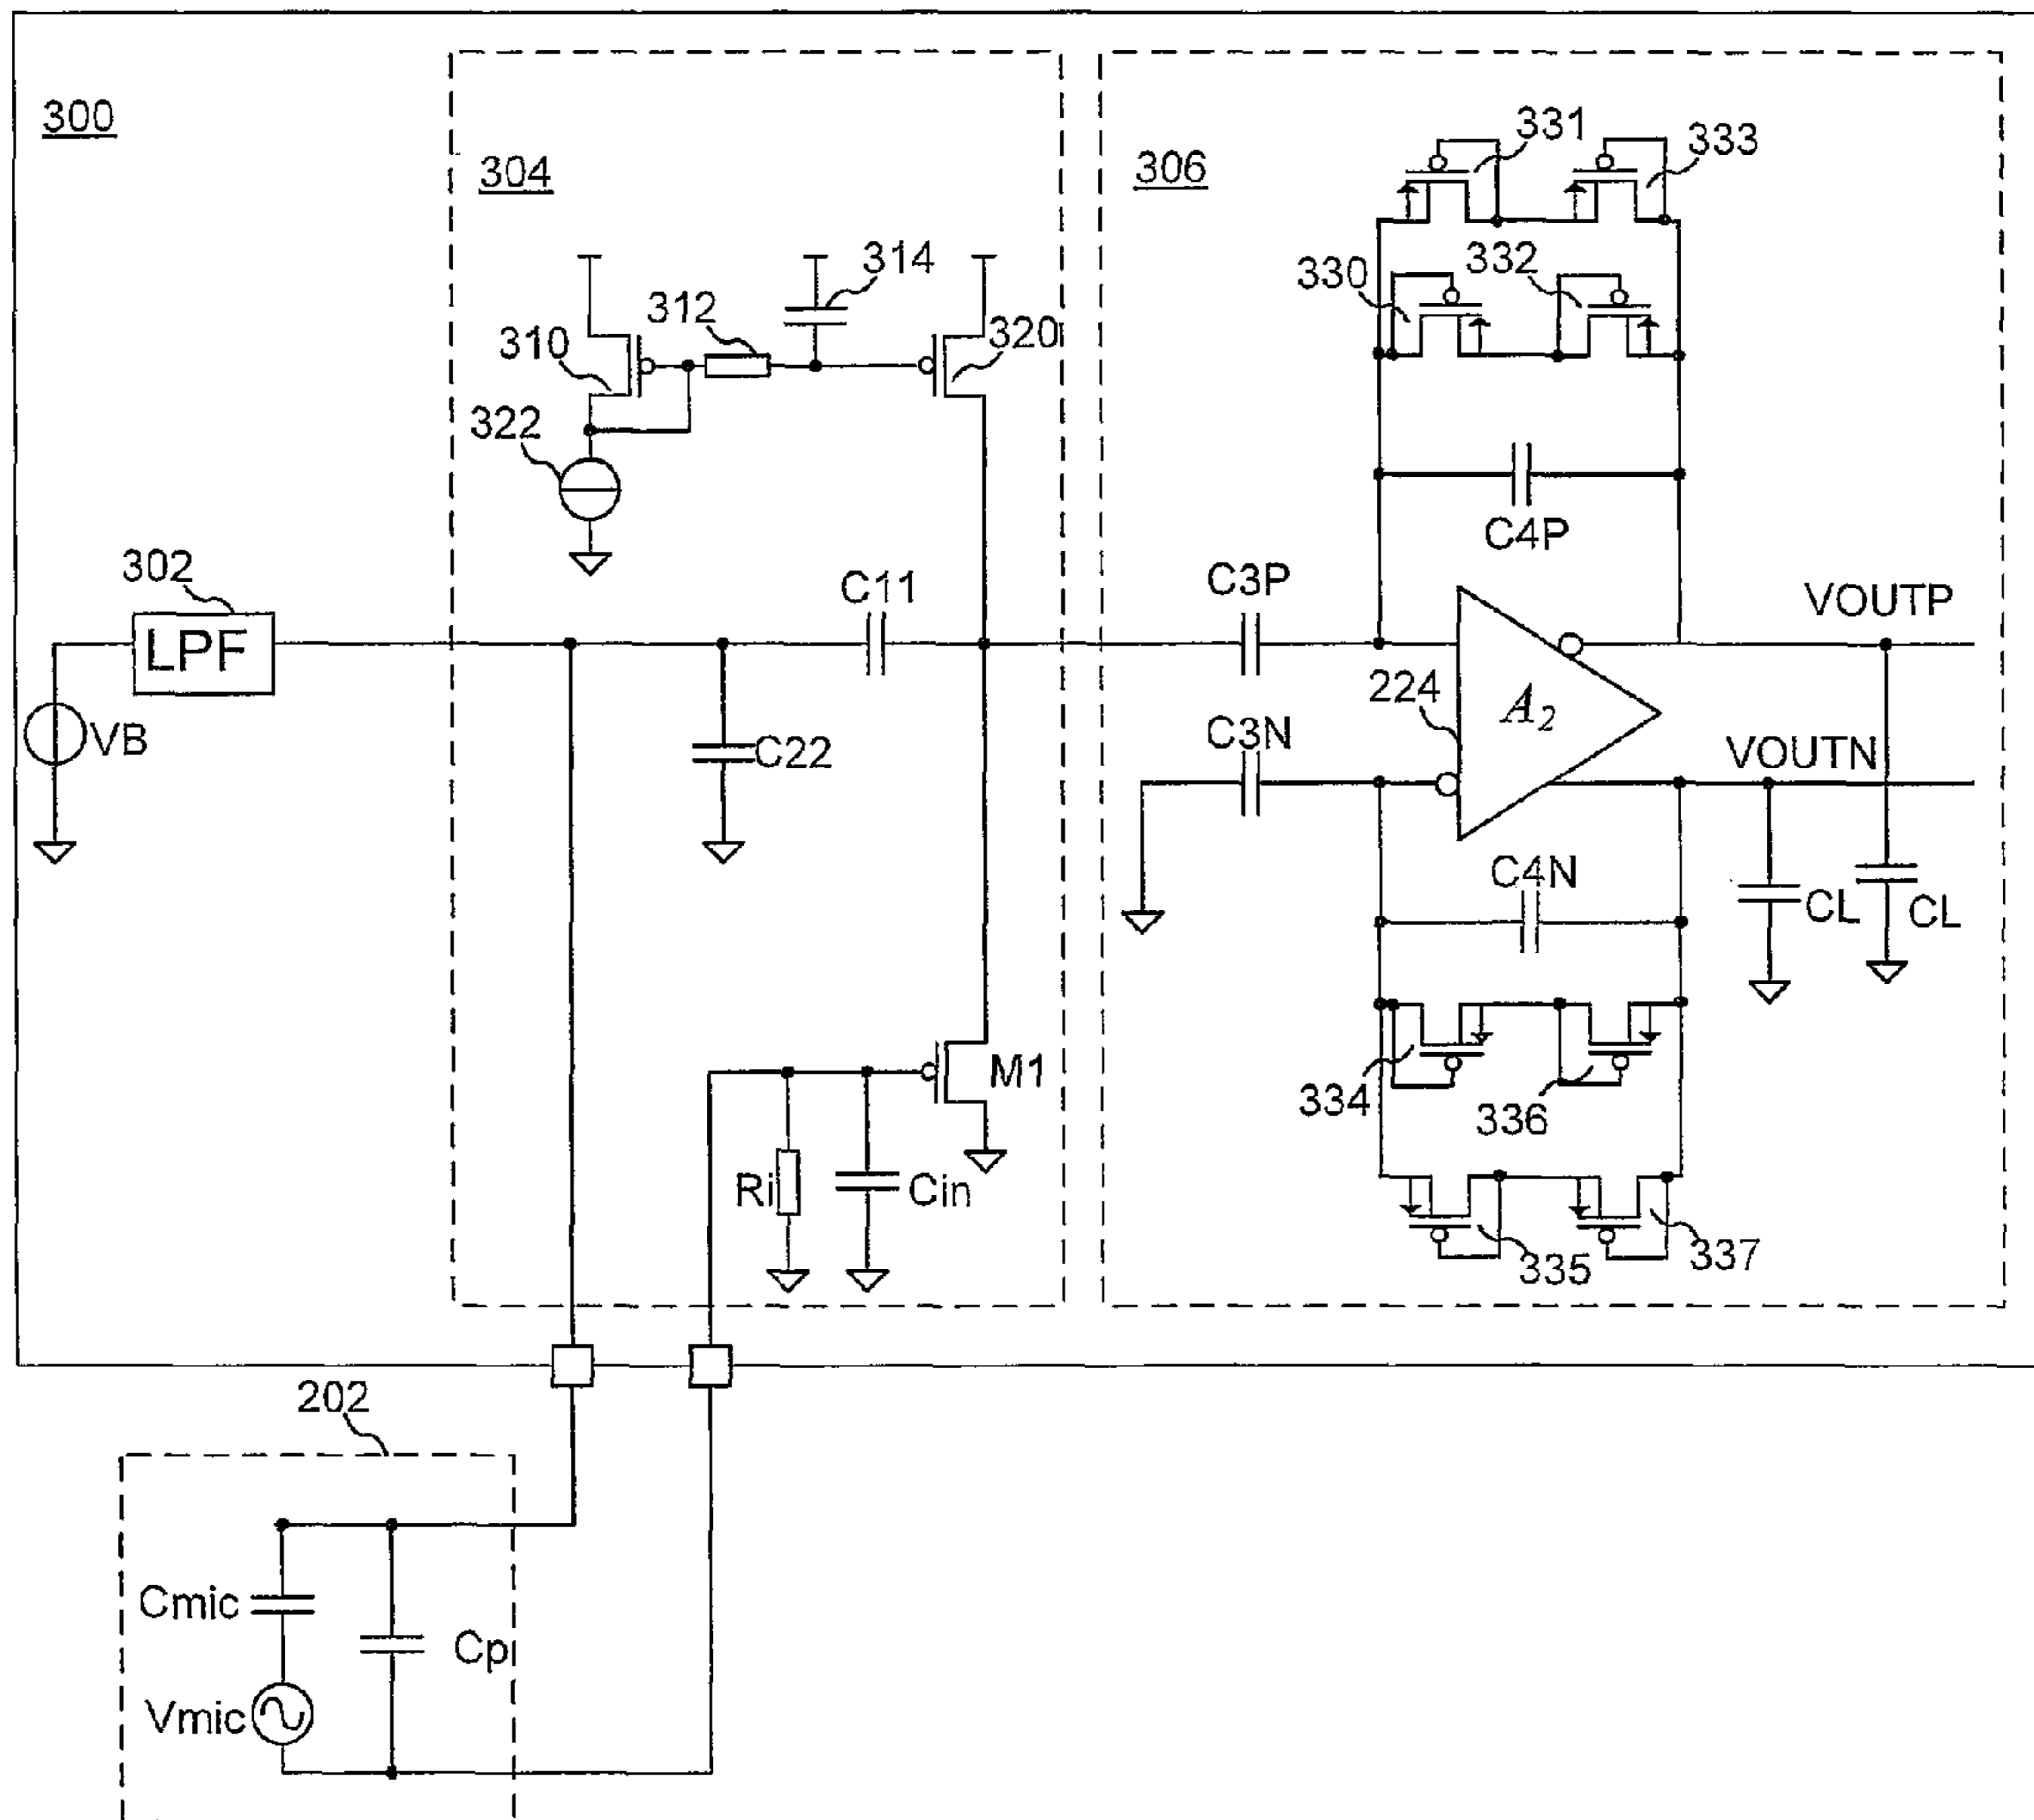 300
304
306
331
333
330
332
314
312
310
320
322
302
LPF
VB
C11
C22
C3P
C4P
VOUTP
224
A2
C3N
VOUTN
C4N
CL
CL
M1
Ri
Cin
334
336
335
337
202
Cmic
Cp
Vmic